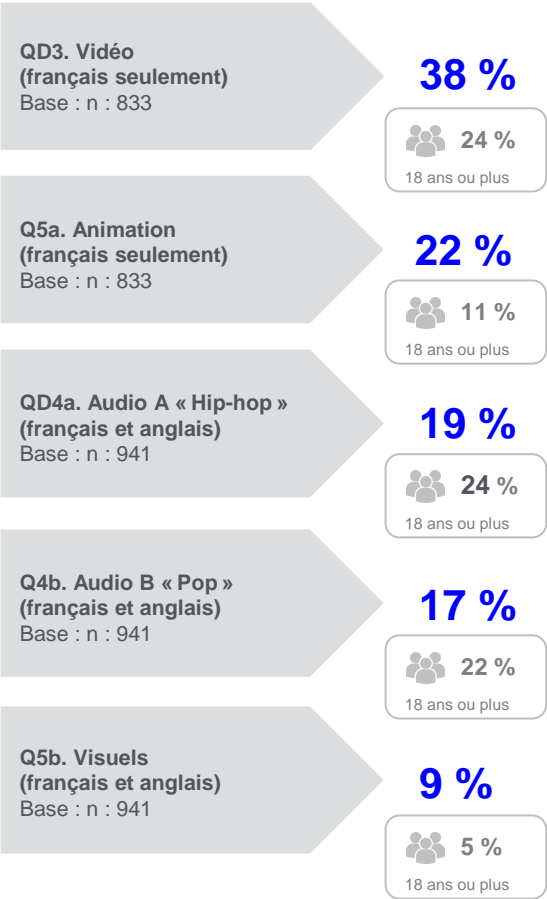 QD3. Vidéo
(français seulement)
Base : n : 833
38 %
24 %
18 ans ou plus
Q5a. Animation
(français seulement)
Base : n : 833
22 %
11 %
18 ans ou plus
QD4a. Audio A « Hip-hop »
(français et anglais)
Base : n : 941
19 %
24 %
18 ans ou plus
Q4b. Audio B « Pop »
(français et anglais)
Base : n : 941
17 %
22 %
18 ans ou plus
Q5b. Visuels
(français et anglais)
Base : n : 941
9 %
5 %
18 ans ou plus